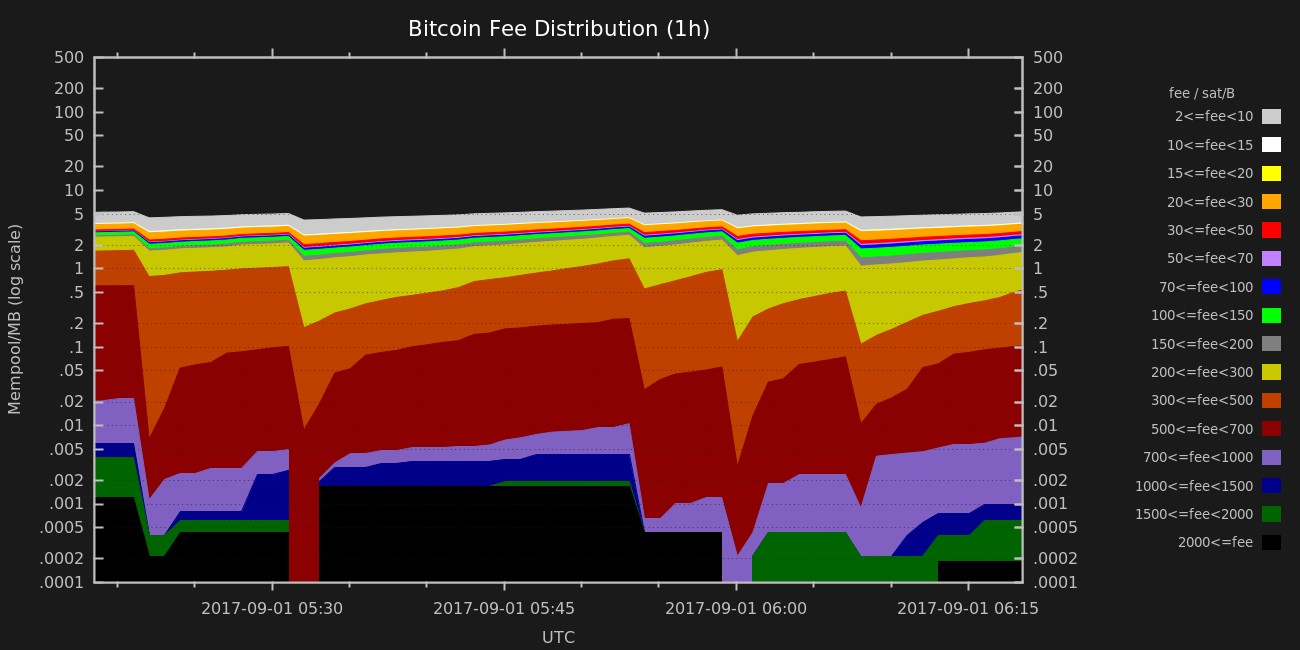 Bitcoin Fee Distribution (1h)
500
200
100
50
20
10
5
2
1
.5
.2
.1
.05
.02
.01
.005
.002
.001
.0005
.0002
.0001
Mempool/MB (log scale)
500
200
100
50
20
10
5
2
1
.5
.2
.1
.05
.02
.01
.005
.002
.001
.0005
.0002
.0001
2017-09-01 05:30
2017-09-01 05:45
2017-09-01 06:00
2017-09-01 06:15
UTC
fee / sat/B
2<=fee<10
10<=fee<15
15<=fee<20
20<=fee<30
30<=fee<50
50<=fee<70
70<=fee<100
100<=fee<150
150<=fee<200
200<=fee<300
300<=fee<500
500<=fee<700
700<=fee<1000
1000<=fee<1500
1500<=fee<2000
2000<=fee